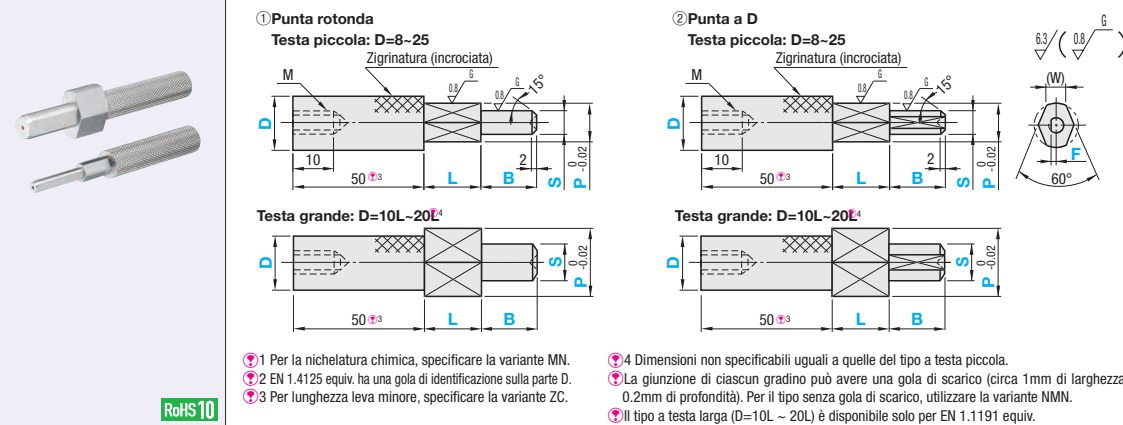 ①Punta rotonda
Testa piccola: D=8~25
Zigrinatura (incrociata)
M
D
10
50 3
L
B
2
S
P 0 -0.02
0.8 G
0.8 G
15°
Testa grande: D=10L~20L 4
D
50 3
L
B
S
P 0 -0.02
②Punta a D
Testa piccola: D=8~25
Zigrinatura (incrociata)
M
D
10
50 3
L
B
2
S
P 0 -0.02
0.8 G
0.8 G
15°
Testa grande: D=10L~20L 4
D
50 3
L
B
S
P 0 -0.02
6.3 ( 0.8 G )
(W)
F
60°
1 Per la nichelatura chimica, specificare la variante MN.
2 EN 1.4125 equiv. ha una gola di identificazione sulla parte D.
3 Per lunghezza leva minore, specificare la variante ZC.
4 Dimensioni non specificabili uguali a quelle del tipo a testa piccola.
La giunzione di ciascun gradino può avere una gola di scarico (circa 1mm di larghezza
0.2mm di profondità). Per il tipo senza gola di scarico, utilizzare la variante NMN.
Il tipo a testa larga (D=10L ~ 20L) è disponibile solo per EN 1.1191 equiv.
RoHS10